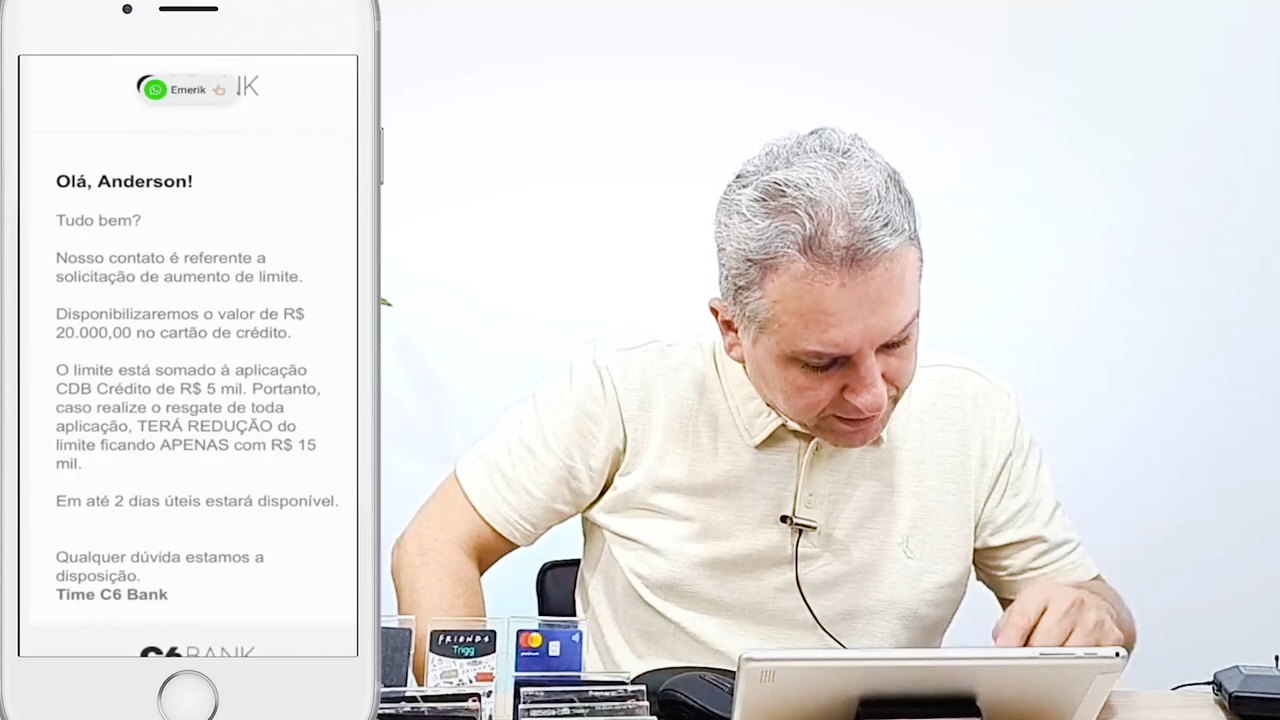 Emerik
NK
Olá, Anderson!
Tudo bem?
Nosso contato é referente a
solicitação de aumento de limite.
Disponibilizaremos o valor de R$
20.000,00 no cartão de crédito.
O limite está somado à aplicação
CDB Crédito de R$ 5 mil. Portanto,
caso realize o resgate de toda
aplicação, TERÁ REDUÇÃO do
limite ficando APENAS com R$ 15
mil.
Em até 2 dias úteis estará disponível.
Qualquer dúvida estamos a
disposição.
Time C6 Bank
C6 BANK
FRIENDS
Trigg